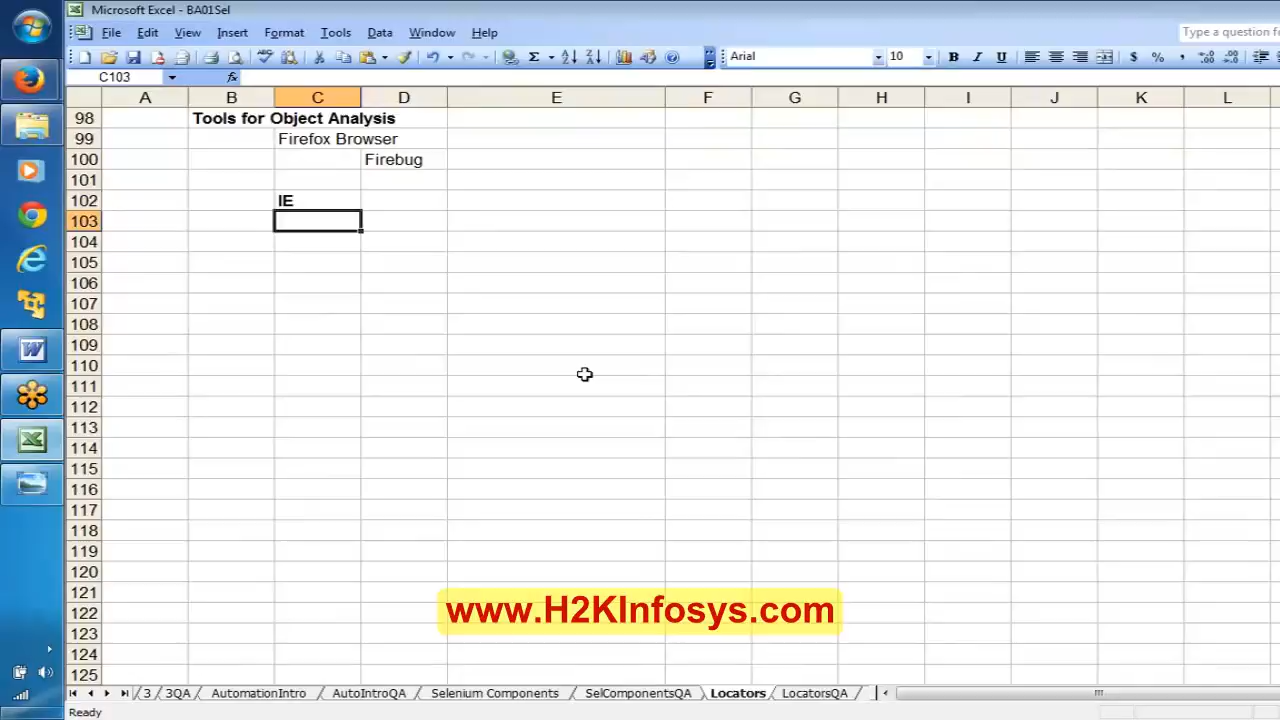 Microsoft Excel - BA01Sel
File Edit View Insert Format Tools Data Window Help
Type a question fo
Arial 10 B I U $ % ,
C103 fx
A B C D E F G H I J K L
98 Tools for Object Analysis
99 Firefox Browser
100 Firebug
101
102 IE
103
104
105
106
107
108
109
110
111
112
113
114
115
116
117
118
119
120
121
122
123
124
125
www.H2KInfosys.com
3 3QA AutomationIntro AutoIntroQA Selenium Components SelComponentsQA Locators LocatorsQA
Ready